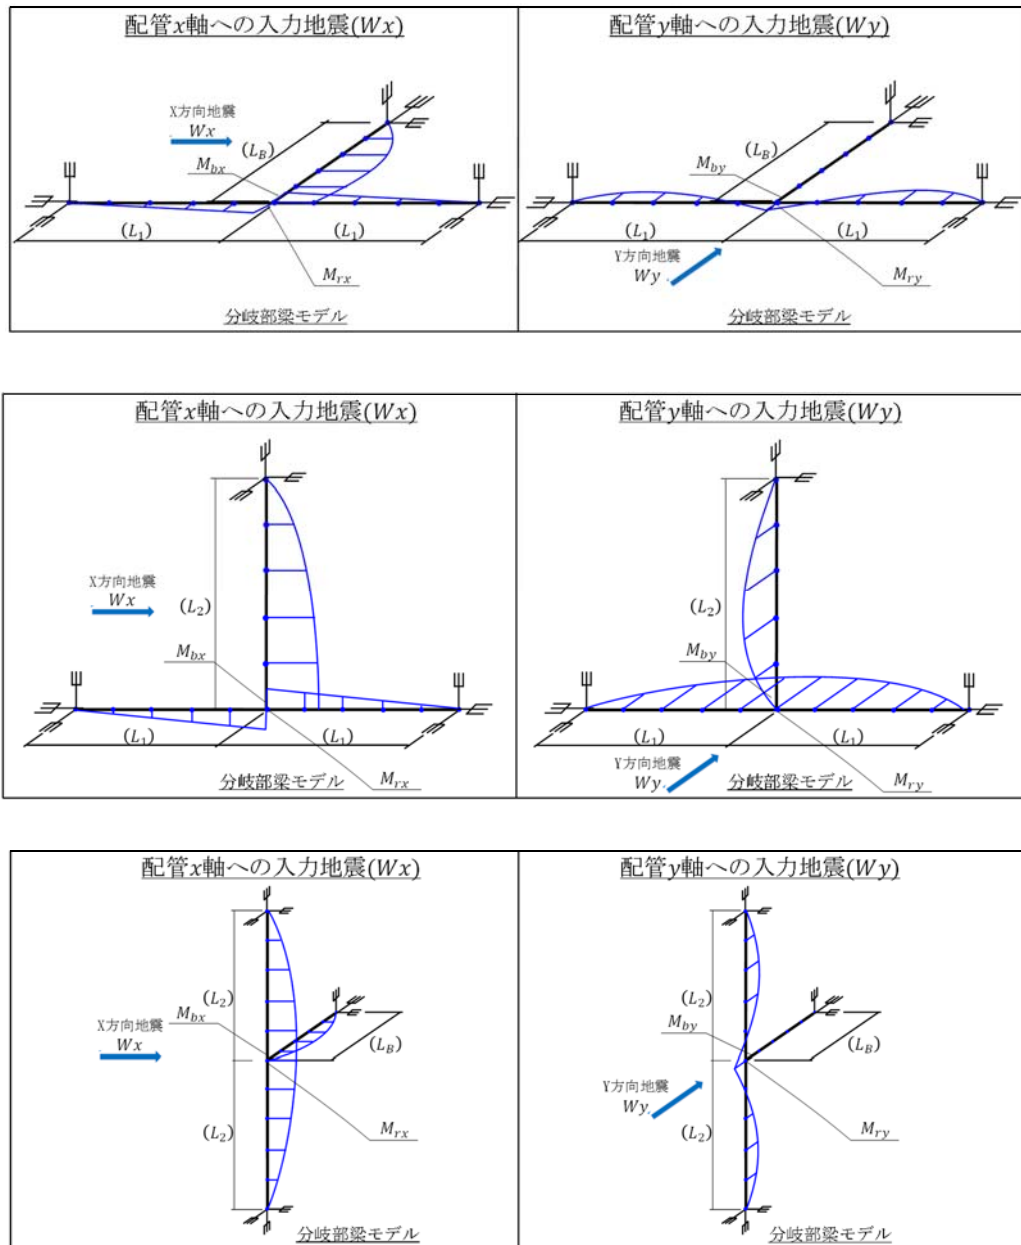 配管x軸への入力地震(Wx)
X方向地震
Wx
(L_B)
M_bx
(L_1)
(L_1)
M_rx
分岐部梁モデル
配管y軸への入力地震(Wy)
(L_B)
M_by
(L_1)
(L_1)
Y方向地震
Wy
M_ry
分岐部梁モデル
配管x軸への入力地震(Wx)
X方向地震
Wx
(L_2)
M_bx
(L_1)
(L_1)
M_rx
分岐部梁モデル
配管y軸への入力地震(Wy)
(L_2)
M_by
(L_1)
(L_1)
Y方向地震
Wy
M_ry
分岐部梁モデル
配管x軸への入力地震(Wx)
(L_2)
M_bx
X方向地震
Wx
(L_B)
(L_2)
M_rx
分岐部梁モデル
配管y軸への入力地震(Wy)
(L_2)
M_by
(L_B)
Y方向地震
Wy
(L_2)
M_ry
分岐部梁モデル